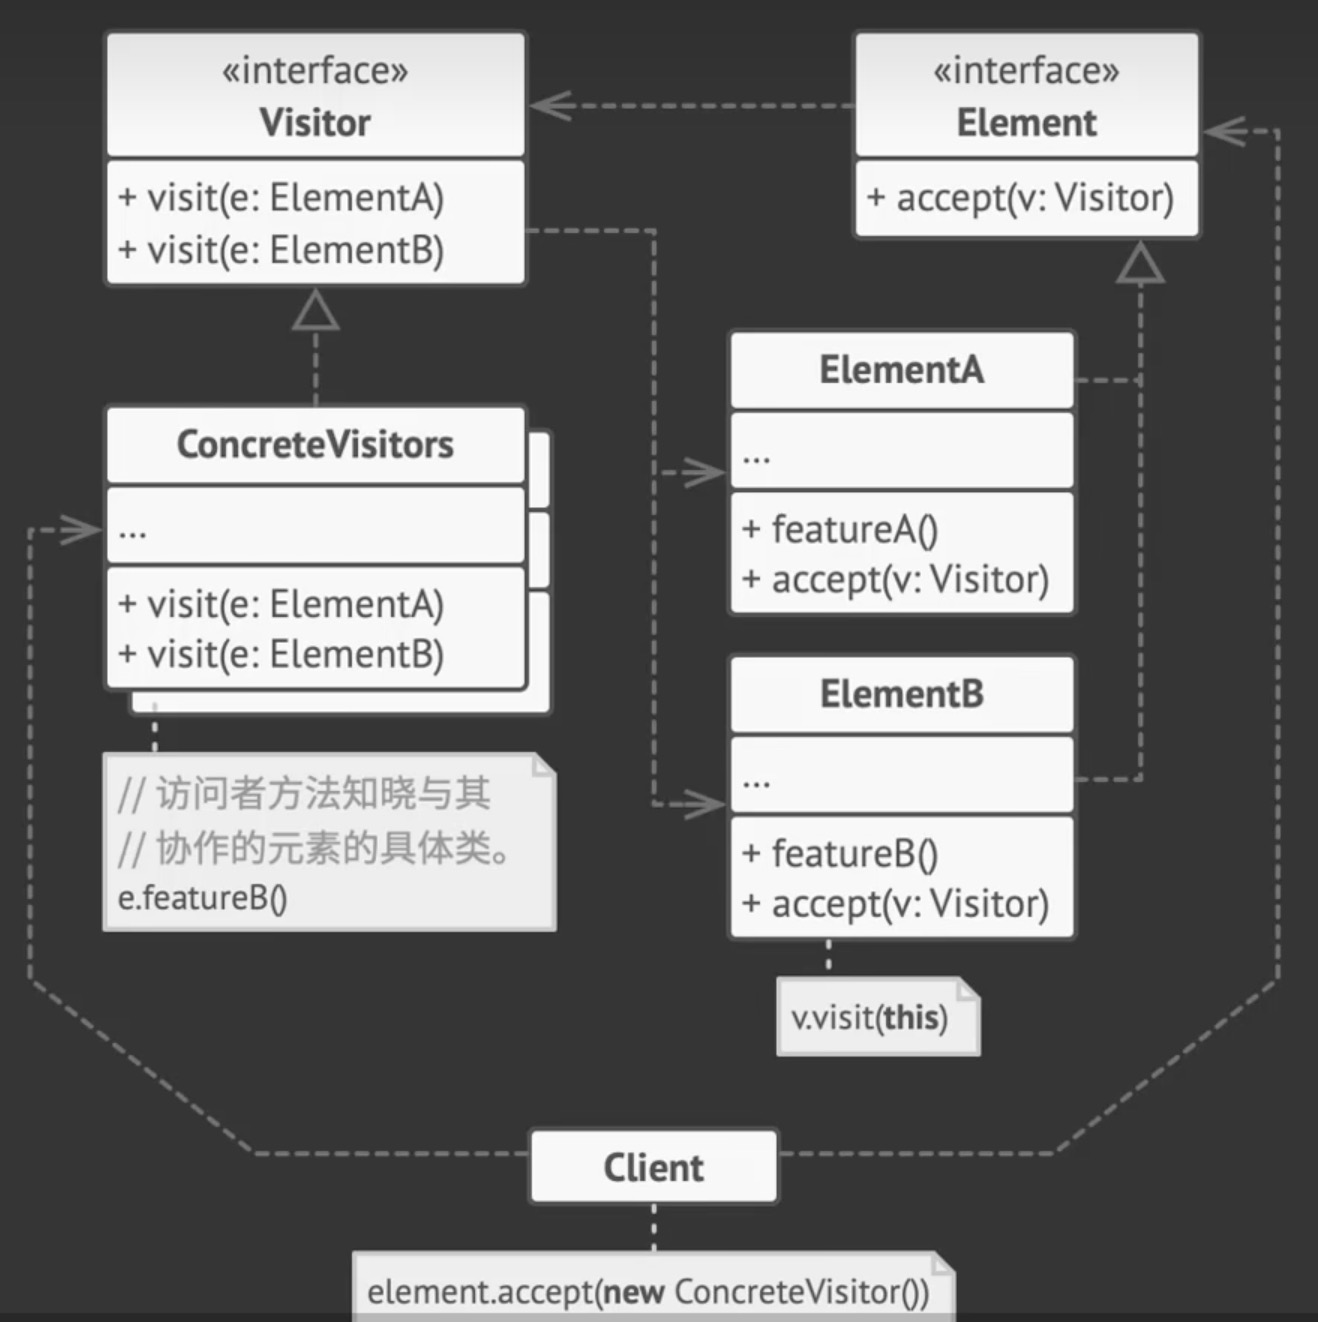 «interface»
Visitor
+ visit(e: ElementA)
+ visit(e: ElementB)
«interface»
Element
+ accept(v: Visitor)
ConcreteVisitors
...
+ visit(e: ElementA)
+ visit(e: ElementB)
// 访问者方法知晓与其
// 协作的元素的具体类。
e.featureB()
ElementA
...
+ featureA()
+ accept(v: Visitor)
ElementB
...
+ featureB()
+ accept(v: Visitor)
v.visit(this)
Client
element.accept(new ConcreteVisitor())